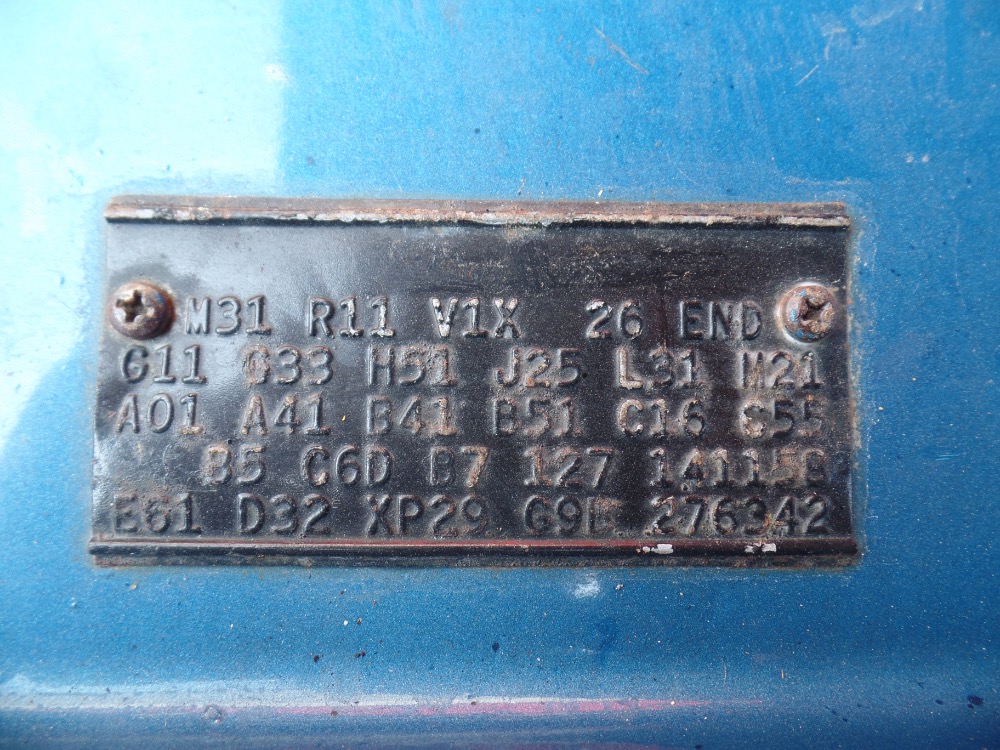 M31 R11 V1X 26 END
G11 G33 H51 J25 L31 M21
A01 A41 B41 B51 C16 C55
B5 C6D B7 127 14115B
E61 D32 XP29 G9B 276342